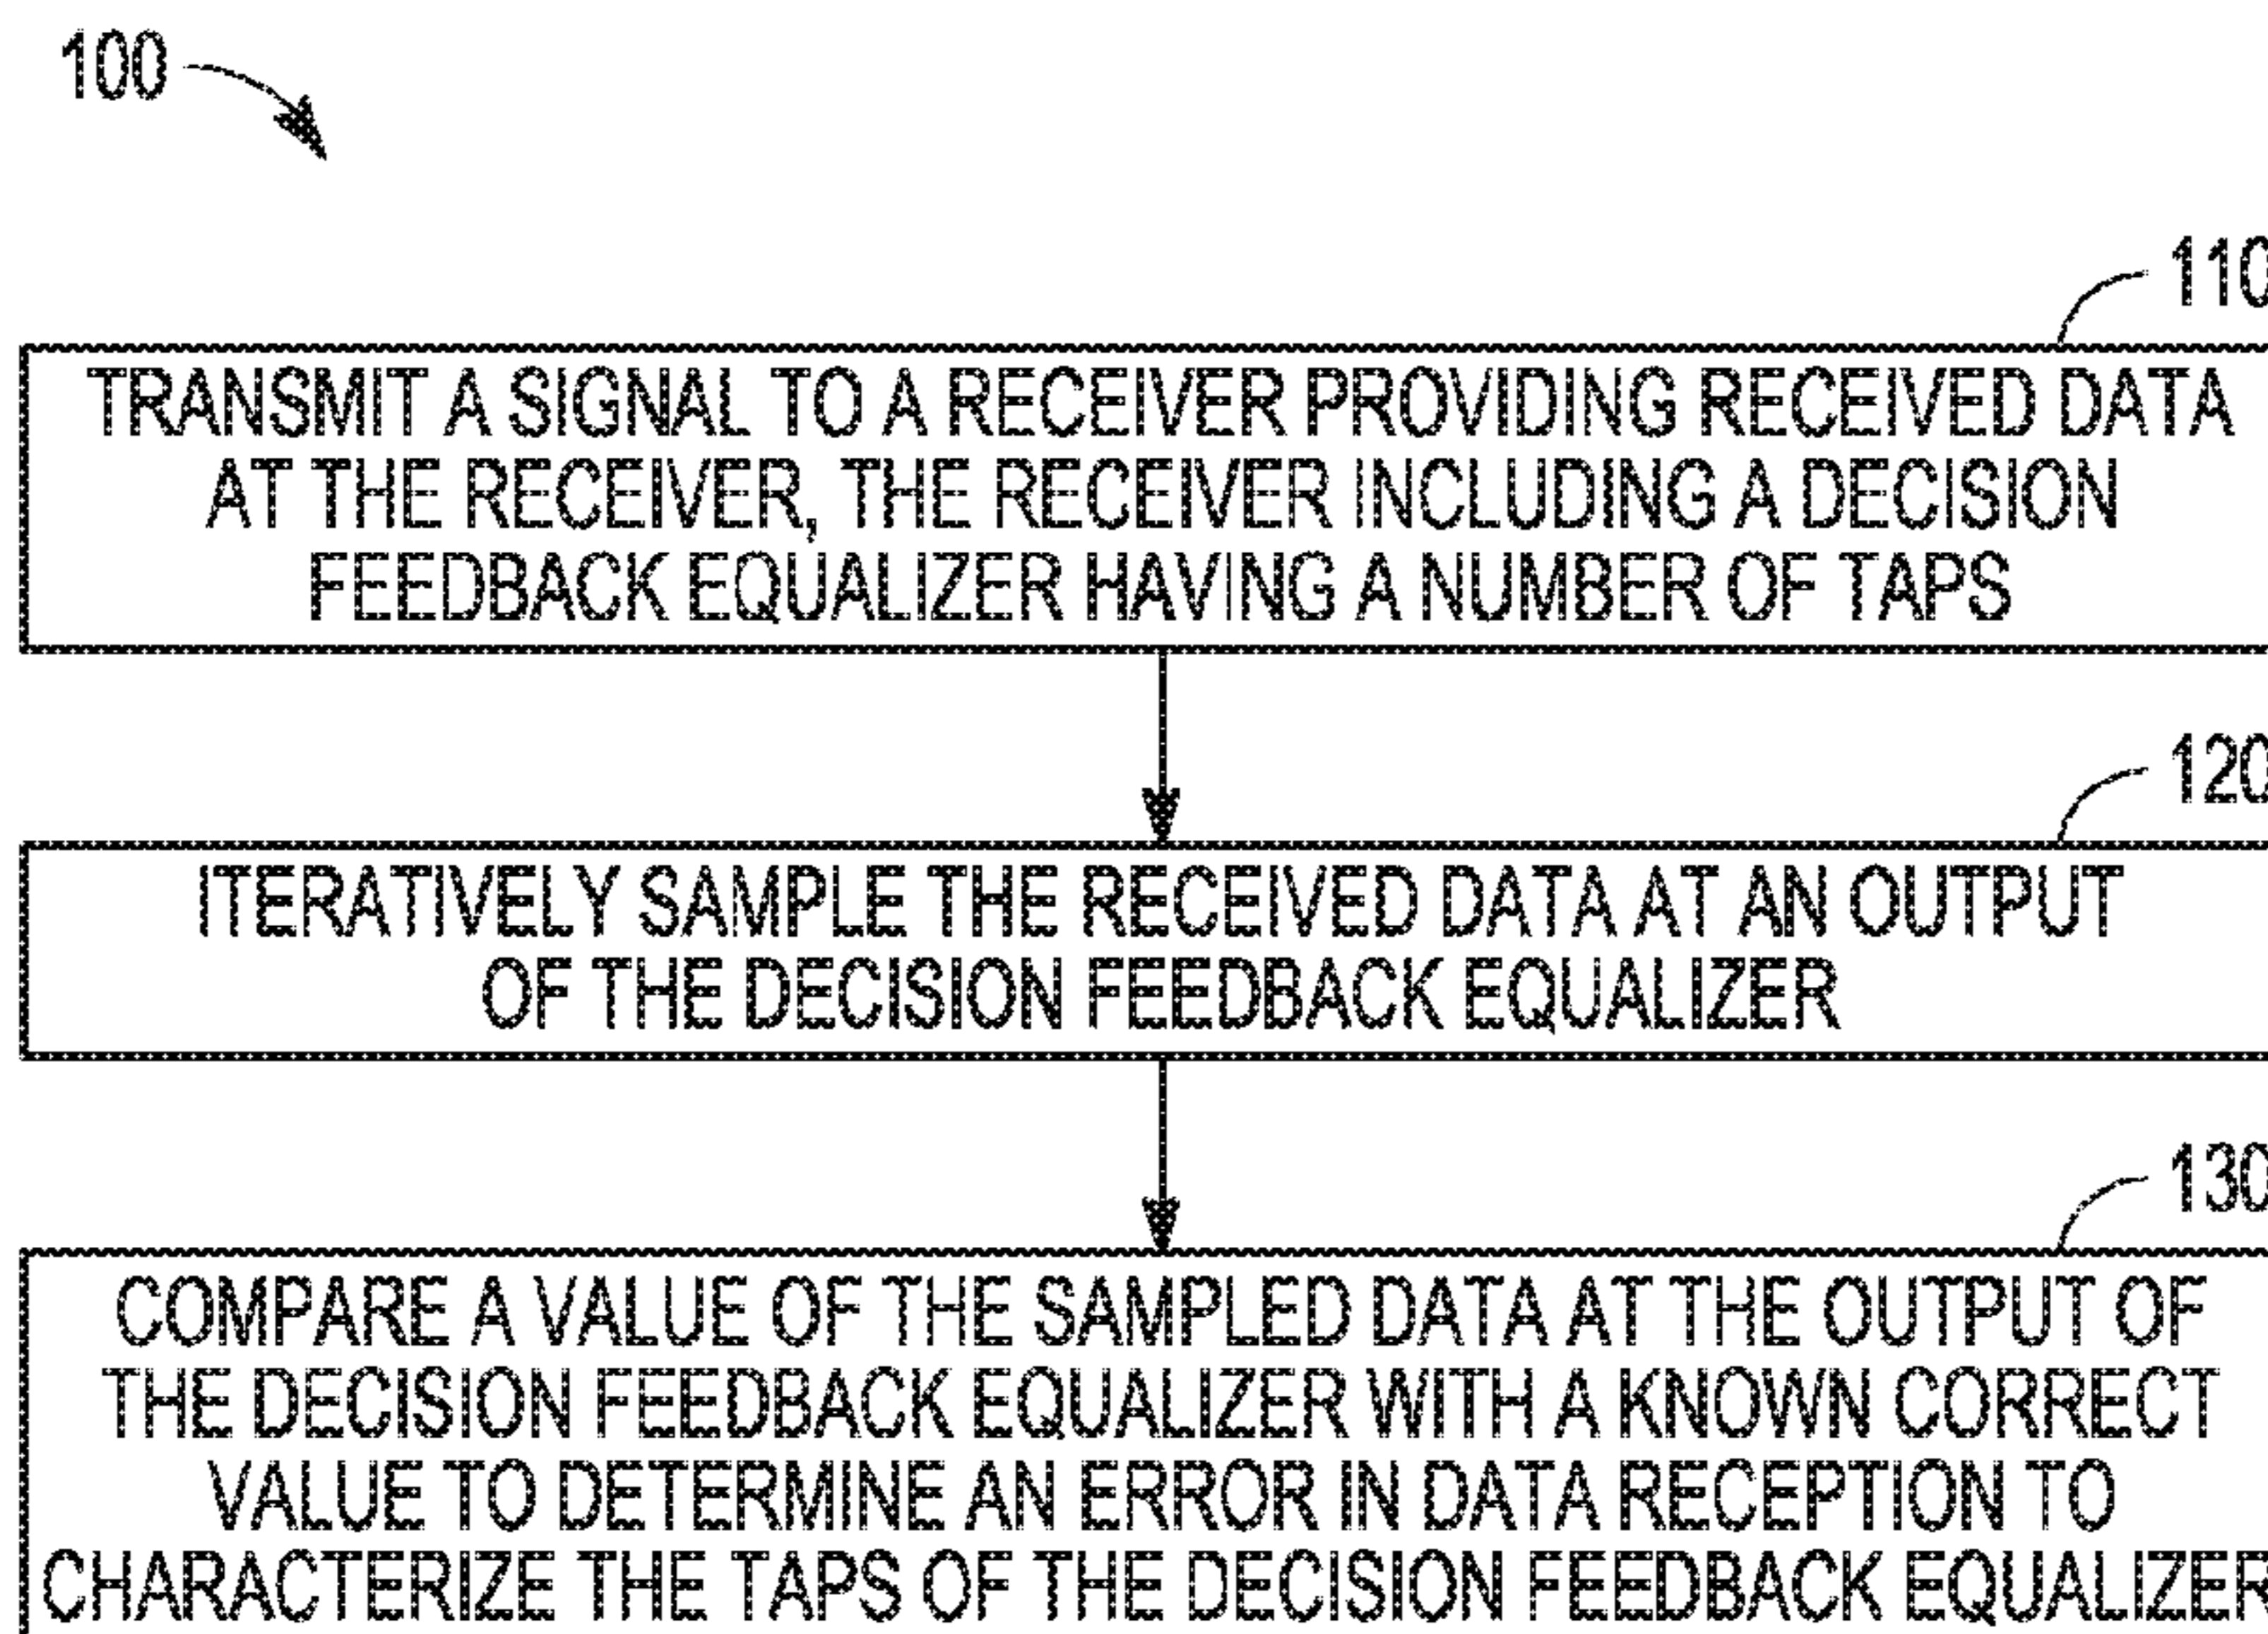 100
110
TRANSMIT A SIGNAL TO A RECEIVER PROVIDING RECEIVED DATA
AT THE RECEIVER, THE RECEIVER INCLUDING A DECISION
FEEDBACK EQUALIZER HAVING A NUMBER OF TAPS
120
ITERATIVELY SAMPLE THE RECEIVED DATA AT AN OUTPUT
OF THE DECISION FEEDBACK EQUALIZER
130
COMPARE A VALUE OF THE SAMPLED DATA AT THE OUTPUT OF
THE DECISION FEEDBACK EQUALIZER WITH A KNOWN CORRECT
VALUE TO DETERMINE AN ERROR IN DATA RECEPTION TO
CHARACTERIZE THE TAPS OF THE DECISION FEEDBACK EQUALIZER